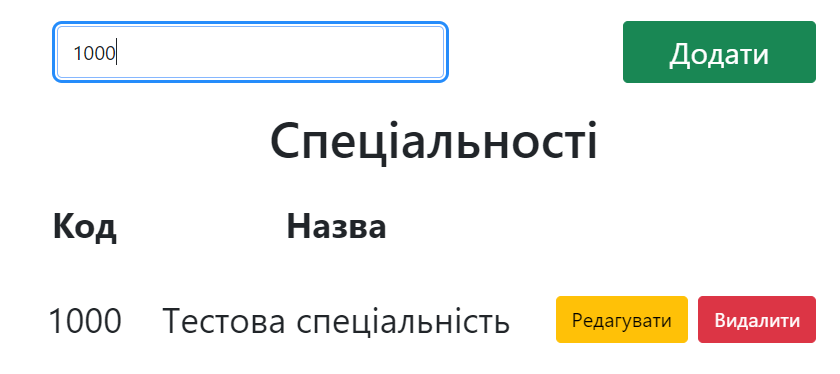 1000 Додати
Спеціальності
Код Назва
1000 Тестова спеціальність Редагувати Видалити